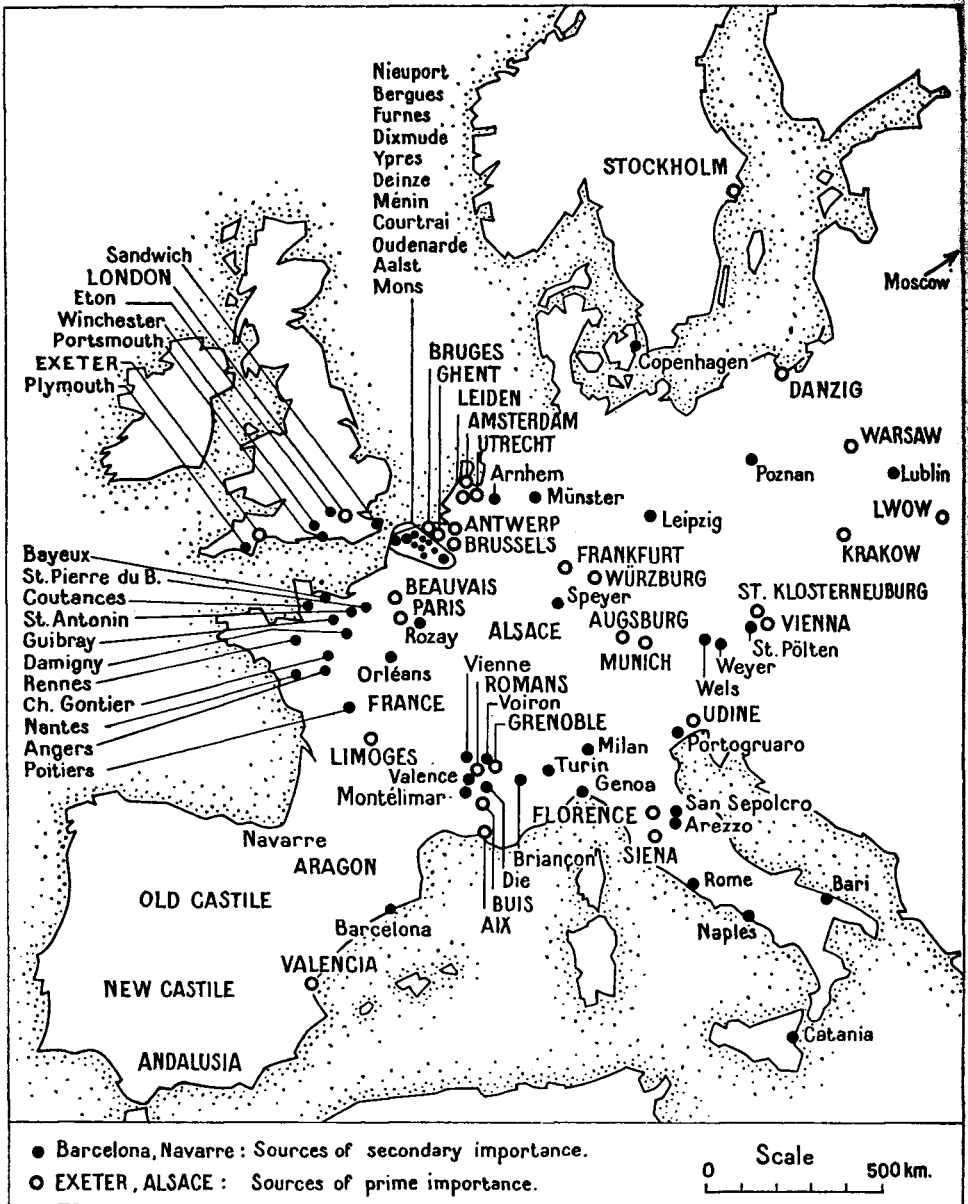 Nieuport
Bergues
Furnes
Dixmude
Ypres
Deinze
Ménin
Courtrai
Oudenarde
Aalst
Mons
STOCKHOLM
Moscow
Sandwich
LONDON
Eton
Winchester
Portsmouth
EXETER
Plymouth
BRUGES
GHENT
LEIDEN
AMSTERDAM
UTRECHT
Arnhem
Münster
ANTWERP
BRUSSELS
Copenhagen
DANZIG
WARSAW
Poznan
Lublin
Leipzig
LWOW
KRAKOW
FRANKFURT
WÜRZBURG
Speyer
ST. KLOSTERNEUBURG
VIENNA
St. Pölten
AUGSBURG
MUNICH
Weyer
Wels
ALSACE
Bayeux
St. Pierre du B.
Coutances
St. Antonin
Guibray
Damigny
Rennes
Ch. Gontier
Nantes
Angers
Poitiers
BEAUVAIS
PARIS
Rozay
Orléans
FRANCE
LIMOGES
Vienne
ROMANS
Voiron
GRENOBLE
Valence
Montélimar
Milan
Turin
Genoa
UDINE
Portogruaro
FLORENCE
San Sepolcro
Arezzo
SIENA
Briançon
Die
BUIS
AIX
Navarre
ARAGON
OLD CASTILE
Barcelona
Rome
Bari
Naples
VALENCIA
NEW CASTILE
ANDALUSIA
Catania
Barcelona, Navarre : Sources of secondary importance.
EXETER, ALSACE : Sources of prime importance.
Scale
0 500 km.